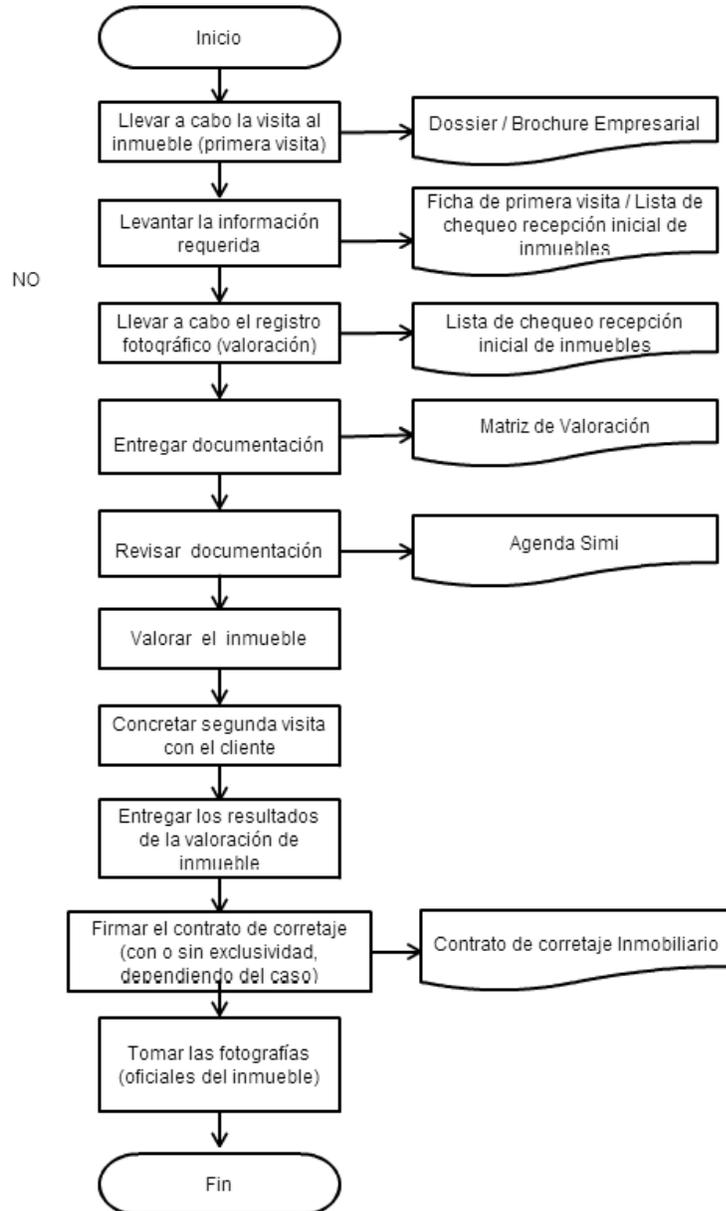 Inicio
Llevar a cabo la visita al
inmueble (primera visita)
Dossier / Brochure Empresarial
Levantar la información
requerida
Ficha de primera visita / Lista de
chequeo recepción inicial de
inmuebles
NO
Llevar a cabo el registro
fotográfico (valoración)
Lista de chequeo recepción
inicial de inmuebles
Entregar documentación
Matriz de Valoración
Revisar documentación
Agenda Simi
Valorar el inmueble
Concretar segunda visita
con el cliente
Entregar los resultados
de la valoración de
inmueble
Firmar el contrato de corretaje
(con o sin exclusividad,
dependiendo del caso)
Contrato de corretaje Inmobiliario
Tomar las fotografías
(oficiales del inmueble)
Fin